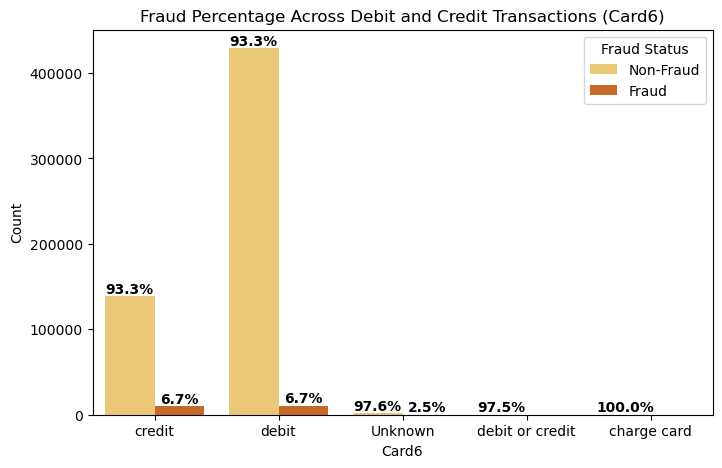 Fraud Percentage Across Debit and Credit Transactions (Card6)
Fraud Status
Non-Fraud
Fraud
Count
400000
300000
200000
100000
0
93.3%
6.7%
93.3%
6.7%
97.6%
2.5%
97.5%
100.0%
credit
debit
Unknown
debit or credit
charge card
Card6